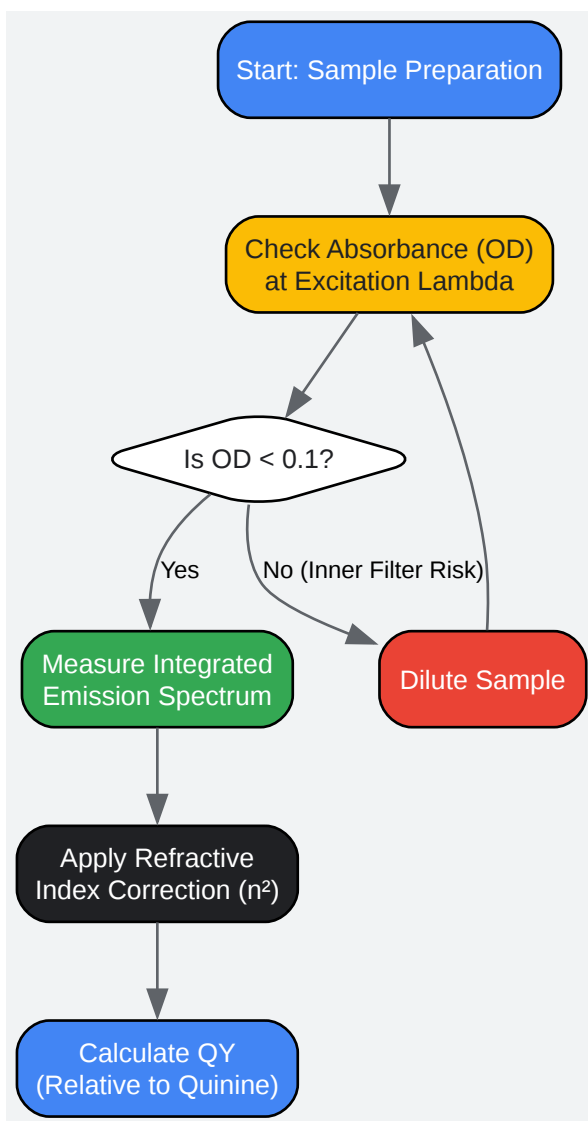 Start: Sample Preparation
Check Absorbance (OD)
at Excitation Lambda
Is OD < 0.1?
Yes
No (Inner Filter Risk)
Measure Integrated
Emission Spectrum
Dilute Sample
Apply Refractive
Index Correction (n²)
Calculate QY
(Relative to Quinine)